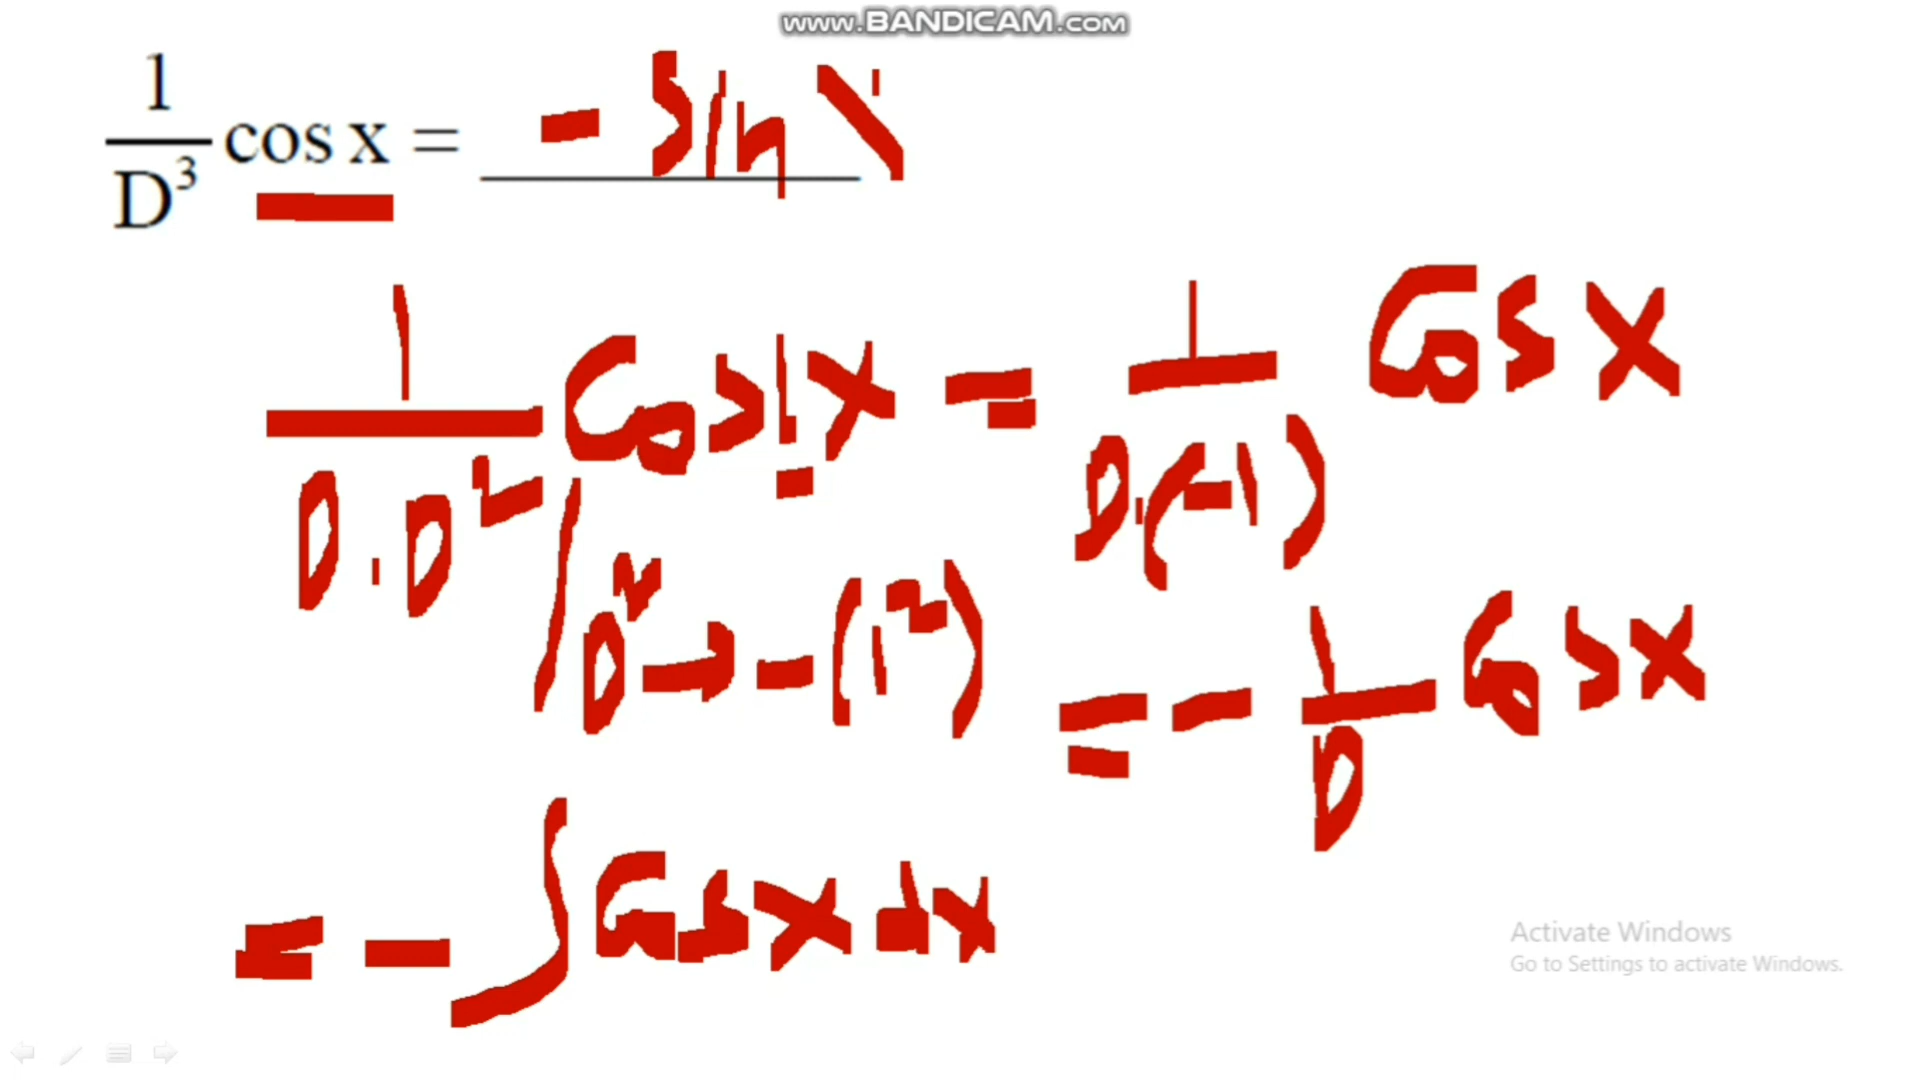 www.BANDICAM.com
1/D³ cos x = - sin x
1/(D.D²) Cos 1.x = 1/(D.(-1)) Cos x
D² → -(1²)
= - 1/D Cos x
= - ∫ Cos x dx
Activate Windows
Go to Settings to activate Windows.